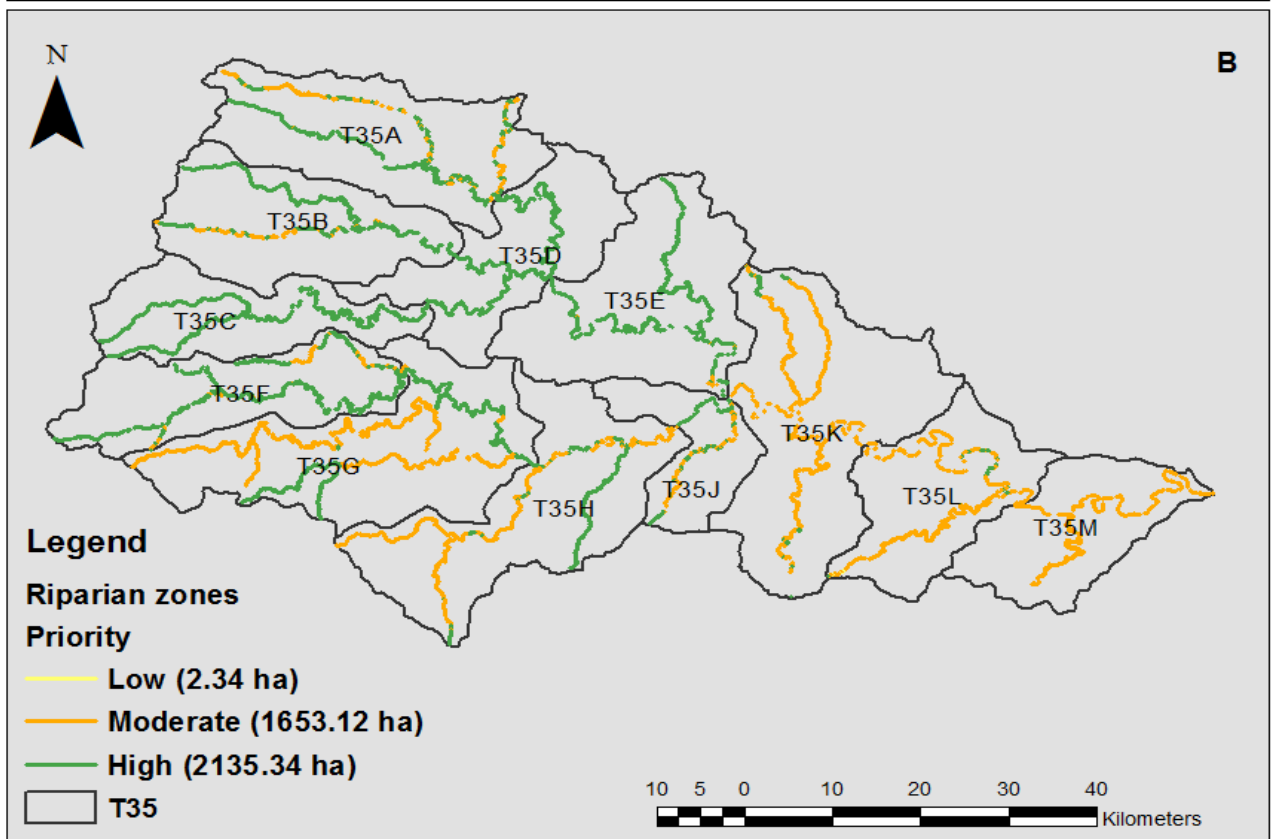 N
B
T35A
T35B
T35D
T35E
T35C
T35F
T35K
T35G
T35J
T35L
T35H
T35M
Legend
Riparian zones
Priority
Low (2.34 ha)
Moderate (1653.12 ha)
High (2135.34 ha)
T35
10 5 0 10 20 30 40
Kilometers